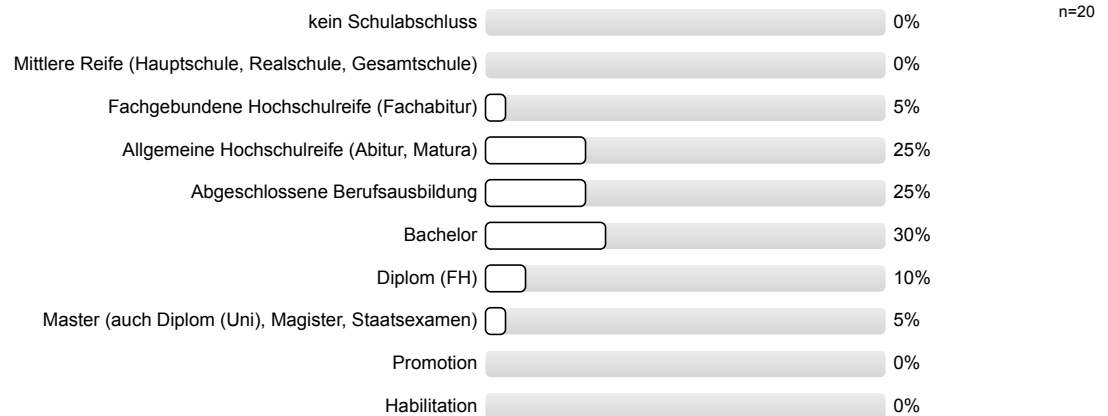 n=20
kein Schulabschluss 0%
Mittlere Reife (Hauptschule, Realschule, Gesamtschule) 0%
Fachgebundene Hochschulreife (Fachabitur) 5%
Allgemeine Hochschulreife (Abitur, Matura) 25%
Abgeschlossene Berufsausbildung 25%
Bachelor 30%
Diplom (FH) 10%
Master (auch Diplom (Uni), Magister, Staatsexamen) 5%
Promotion 0%
Habilitation 0%